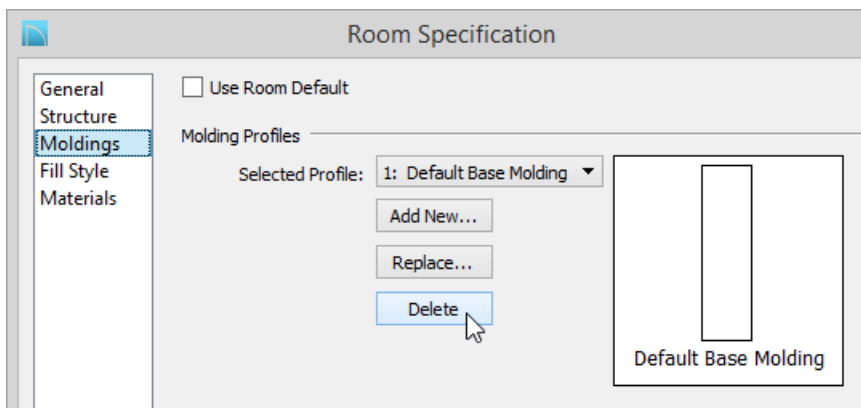 Room Specification
General
Structure
Moldings
Fill Style
Materials
Use Room Default
Molding Profiles
Selected Profile: 1: Default Base Molding
Add New...
Replace...
Delete
Default Base Molding